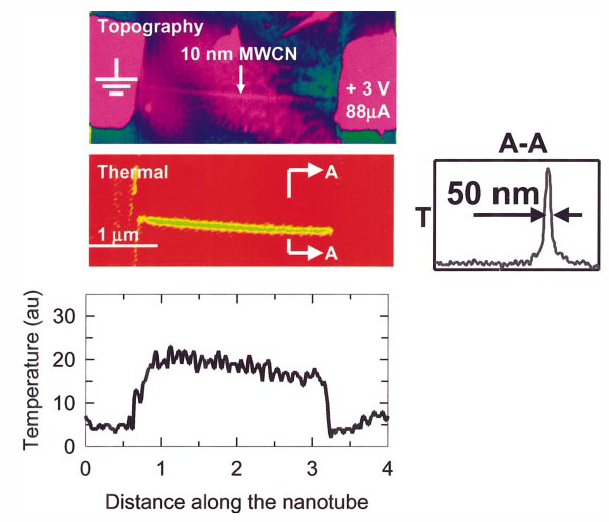 Topography
10 nm MWCN
+ 3 V
88μA
Thermal
A
1 μm
A
A-A
T
50 nm
Temperature (au)
30
20
10
0
0 1 2 3 4
Distance along the nanotube